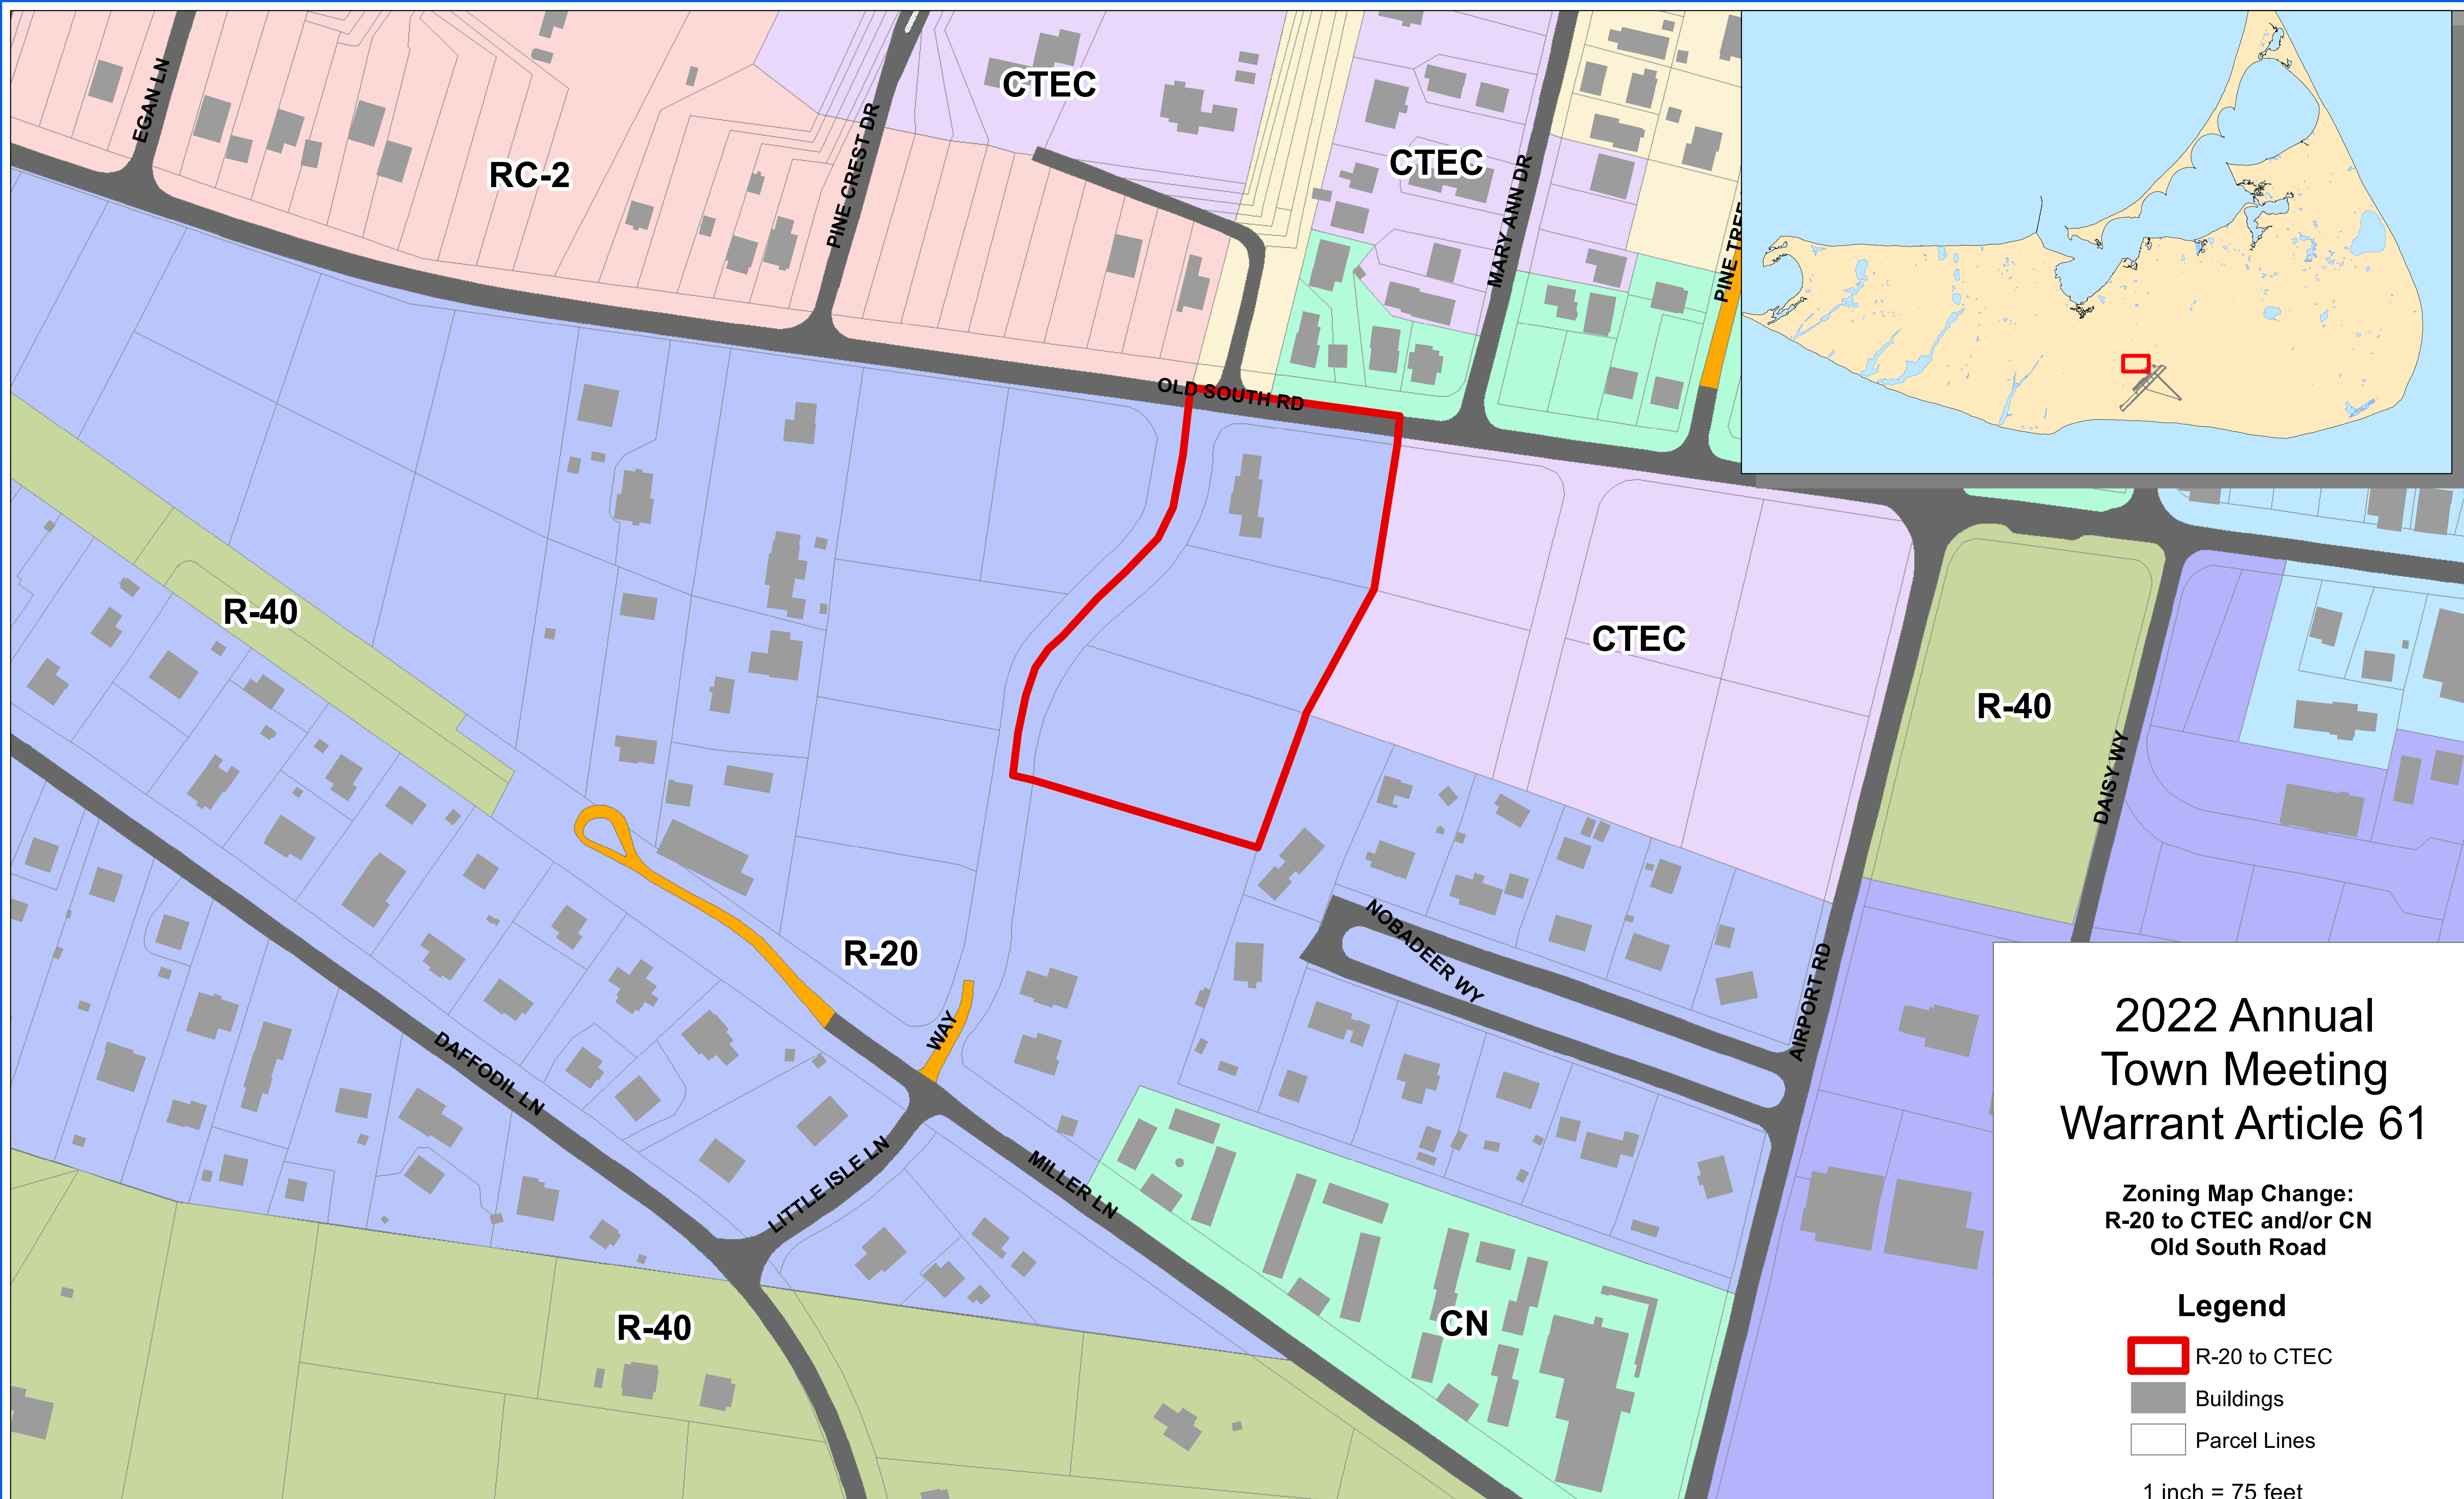 EGAN LN
RC-2
PINE CREST DR
CTEC
CTEC
MARY ANN DR
PINE TREE
OLD SOUTH RD
R-40
CTEC
R-40
DAISY WY
R-20
NOBADEER WY
AIRPORT RD
WAY
DAFFODIL LN
LITTLE ISLE LN
MILLER LN
R-40
CN
2022 Annual
Town Meeting
Warrant Article 61
Zoning Map Change:
R-20 to CTEC and/or CN
Old South Road
Legend
R-20 to CTEC
Buildings
Parcel Lines
1 inch = 75 feet